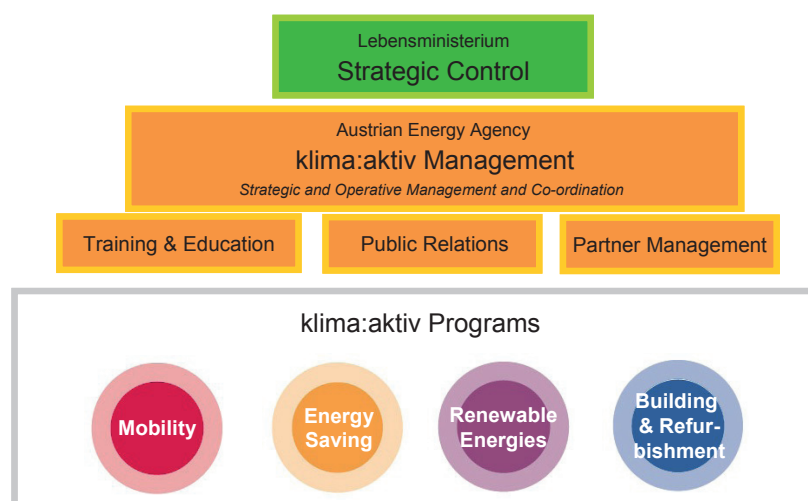 Lebensministerium
Strategic Control
Austrian Energy Agency
klima:aktiv Management
Strategic and Operative Management and Co-ordination
Training & Education
Public Relations
Partner Management
klima:aktiv Programs
Mobility
Energy
Saving
Renewable
Energies
Building
& Refur-
bishment